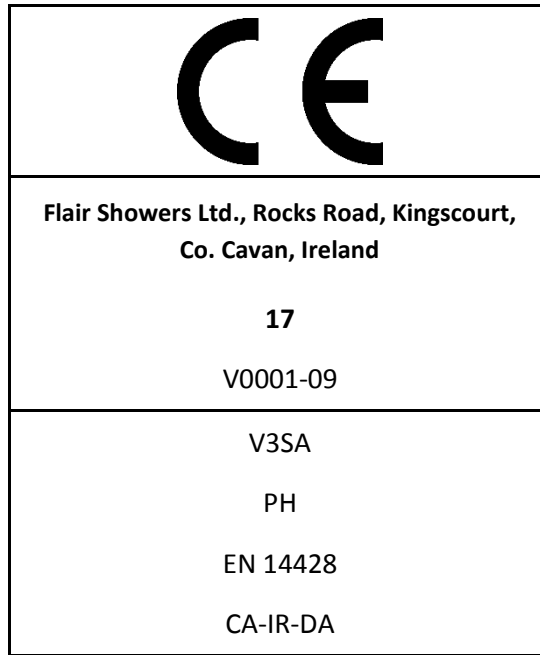 CE
Flair Showers Ltd., Rocks Road, Kingscourt,
Co. Cavan, Ireland
17
V0001-09
V3SA
PH
EN 14428
CA-IR-DA